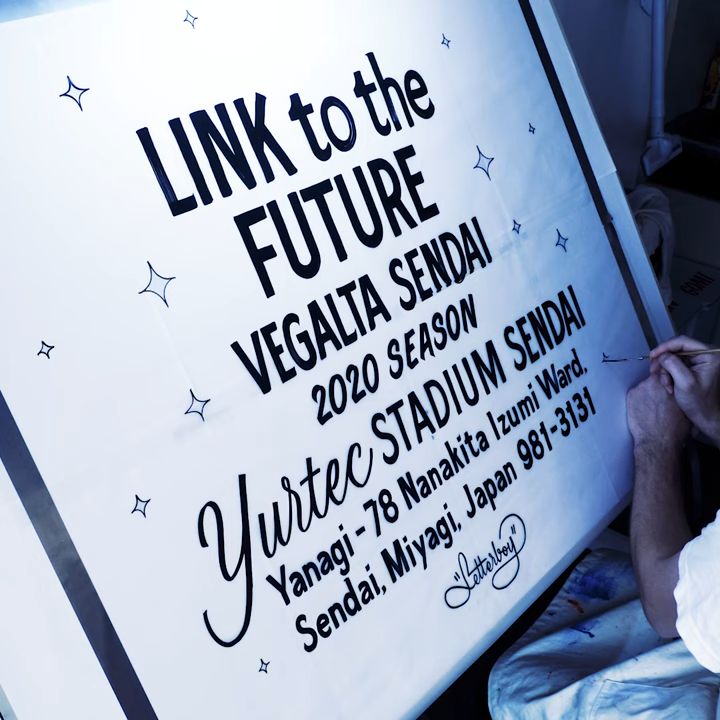 LINK to the
FUTURE
VEGALTA SENDAI
2020 SEASON
Yurtec STADIUM SENDAI
Yanagi-78 Nanakita Izumi Ward,
Sendai, Miyagi, Japan 981-3131
"Letterboy"